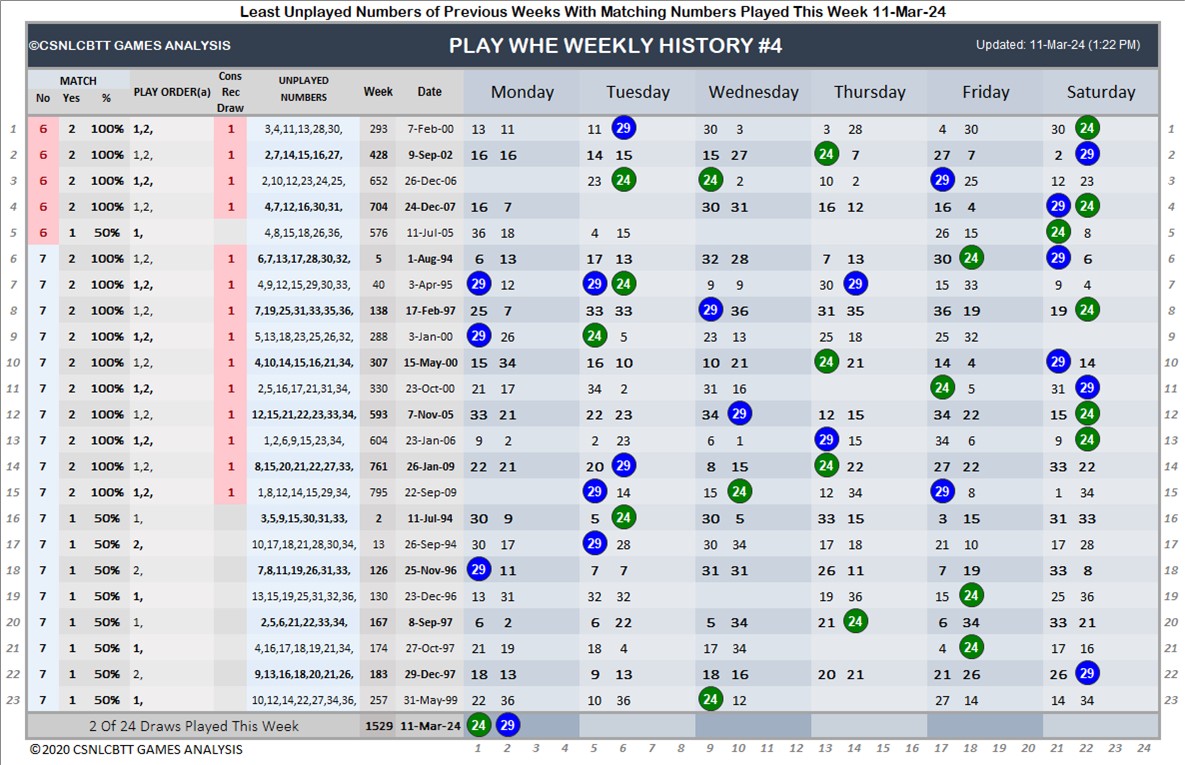 Least Unplayed Numbers of Previous Weeks With Matching Numbers Played This Week 11-Mar-24
©CSNLCBTT GAMES ANALYSIS PLAY WHE WEEKLY HISTORY #4 Updated: 11-Mar-24 (1:22 PM)
MATCH PLAY ORDER(a) Cons Rec Draw UNPLAYED NUMBERS Week Date Monday Tuesday Wednesday Thursday Friday Saturday
No Yes %
1 6 2 100% 1,2, 1 3,4,11,13,28,30, 293 7-Feb-00 13 11 11 29 30 3 3 28 4 30 30 24 1
2 6 2 100% 1,2, 1 2,7,14,15,16,27, 428 9-Sep-02 16 16 14 15 15 27 24 7 27 7 2 29 2
3 6 2 100% 1,2, 1 2,10,12,23,24,25, 652 26-Dec-06 23 24 24 2 10 2 29 25 12 23 3
4 6 2 100% 1,2, 1 4,7,12,16,30,31, 704 24-Dec-07 16 7 30 31 16 12 16 4 29 24 4
5 6 1 50% 1, 4,8,15,18,26,36, 576 11-Jul-05 36 18 4 15 26 15 24 8 5
6 7 2 100% 1,2, 1 6,7,13,17,28,30,32, 5 1-Aug-94 6 13 17 13 32 28 7 13 30 24 29 6 6
7 7 2 100% 1,2, 1 4,9,12,15,29,30,33, 40 3-Apr-95 29 12 29 24 9 9 30 29 15 33 9 4 7
8 7 2 100% 1,2, 1 7,19,25,31,33,35,36, 138 17-Feb-97 25 7 33 33 29 36 31 35 36 19 19 24 8
9 7 2 100% 1,2, 1 5,13,18,23,25,26,32, 288 3-Jan-00 29 26 24 5 23 13 25 18 25 32 9
10 7 2 100% 1,2, 1 4,10,14,15,16,21,34, 307 15-May-00 15 34 16 10 10 21 24 21 14 4 29 14 10
11 7 2 100% 1,2, 1 2,5,16,17,21,31,34, 330 23-Oct-00 21 17 34 2 31 16 24 5 31 29 11
12 7 2 100% 1,2, 1 12,15,21,22,23,33,34, 593 7-Nov-05 33 21 22 23 34 29 12 15 34 22 15 24 12
13 7 2 100% 1,2, 1 1,2,6,9,15,23,34, 604 23-Jan-06 9 2 2 23 6 1 29 15 34 6 9 24 13
14 7 2 100% 1,2, 1 8,15,20,21,22,27,33, 761 26-Jan-09 22 21 20 29 8 15 24 22 27 22 33 22 14
15 7 2 100% 1,2, 1 1,8,12,14,15,29,34, 795 22-Sep-09 29 14 15 24 12 34 29 8 1 34 15
16 7 1 50% 1, 3,5,9,15,30,31,33, 2 11-Jul-94 30 9 5 24 30 5 33 15 3 15 31 33 16
17 7 1 50% 2, 10,17,18,21,28,30,34, 13 26-Sep-94 30 17 29 28 30 34 17 18 21 10 17 28 17
18 7 1 50% 2, 7,8,11,19,26,31,33, 126 25-Nov-96 29 11 7 7 31 31 26 11 7 19 33 8 18
19 7 1 50% 1, 13,15,19,25,31,32,36, 130 23-Dec-96 13 31 32 32 19 36 15 24 25 36 19
20 7 1 50% 1, 2,5,6,21,22,33,34, 167 8-Sep-97 6 2 6 22 5 34 21 24 6 34 33 21 20
21 7 1 50% 1, 4,16,17,18,19,21,34, 174 27-Oct-97 21 19 18 4 17 34 4 24 17 16 21
22 7 1 50% 2, 9,13,16,18,20,21,26, 183 29-Dec-97 18 13 9 13 18 16 20 21 21 26 26 29 22
23 7 1 50% 1, 10,12,14,22,27,34,36, 257 31-May-99 22 36 10 36 24 12 27 14 14 34 23
2 Of 24 Draws Played This Week 1529 11-Mar-24 24 29
©2020 CSNLCBTT GAMES ANALYSIS 1 2 3 4 5 6 7 8 9 10 11 12 13 14 15 16 17 18 19 20 21 22 23 24